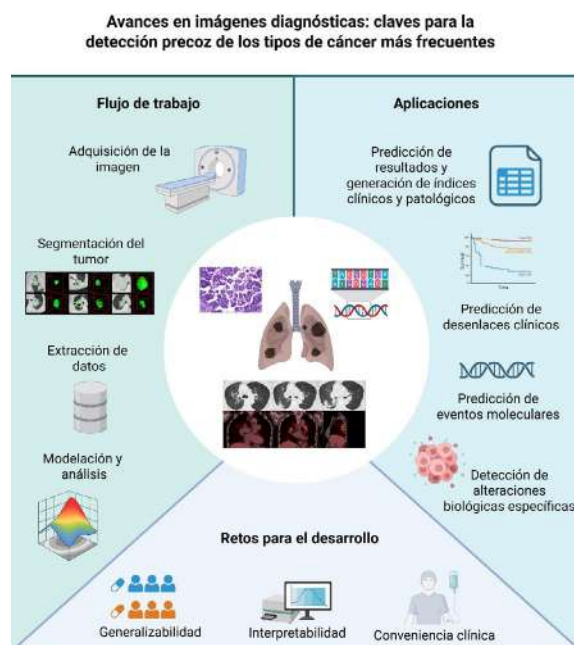 Avances en imágenes diagnósticas: claves para la
detección precoz de los tipos de cáncer más frecuentes
Flujo de trabajo
Adquisición de la
imagen
Segmentación del
tumor
Extracción de
datos
Modelación y
análisis
Aplicaciones
Predicción de
resultados y
generación de índices
clínicos y patológicos
Survival
Time
Predicción de
desenlaces clínicos
Predicción de
eventos moleculares
Detección de
alteraciones
biológicas específicas
Retos para el desarrollo
Generalizabilidad
Interpretabilidad
Conveniencia clínica